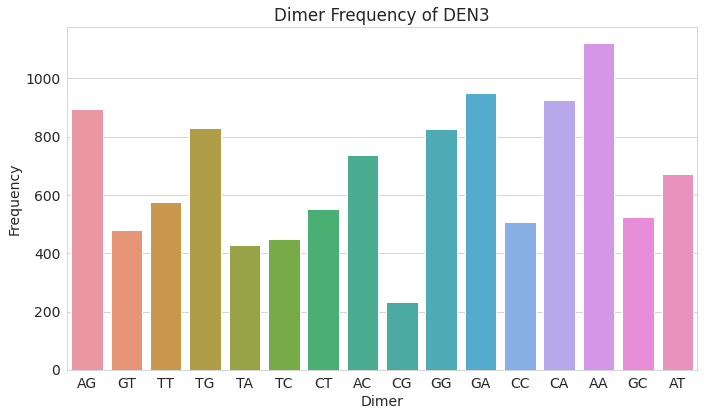 Dimer Frequency of DEN3
Frequency
1000
800
600
400
200
0
AG GT TT TG TA TC CT AC CG GG GA CC CA AA GC AT
Dimer